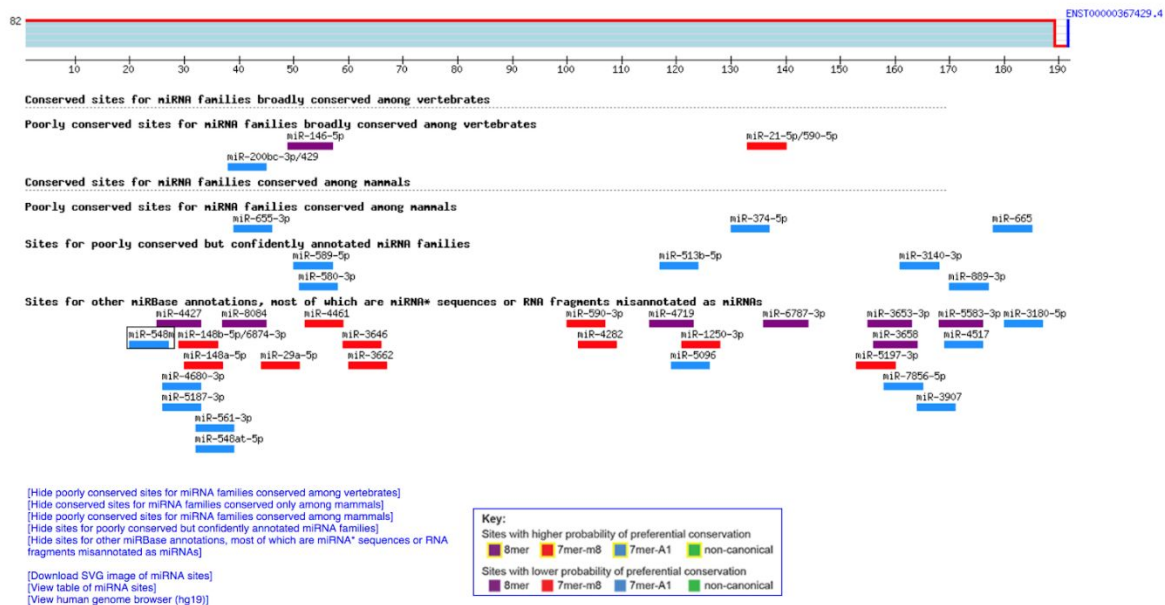 ENST00000367429.4
82
10 20 30 40 50 60 70 80 90 100 110 120 130 140 150 160 170 180 190
Conserved sites for miRNA families broadly conserved among vertebrates
Poorly conserved sites for miRNA families broadly conserved among vertebrates
miR-146-5p miR-21-5p/590-5p
miR-200bc-3p/429
Conserved sites for miRNA families conserved among mammals
Poorly conserved sites for miRNA families conserved among mammals
miR-655-3p miR-374-5p miR-665
Sites for poorly conserved but confidently annotated miRNA families
miR-589-5p miR-513b-5p miR-3140-3p
miR-580-3p miR-889-3p
Sites for other miRBase annotations, most of which are miRNA* sequences or RNA fragments misannotated as miRNAs
miR-4427 miR-8084 miR-4461 miR-590-3p miR-4719 miR-6787-3p miR-3653-3p miR-5583-3p miR-3180-5p
miR-548m miR-148b-5p/6874-3p miR-3646 miR-4282 miR-1250-3p miR-3658 miR-4517
miR-148a-5p miR-29a-5p miR-3662 miR-5096 miR-5197-3p
miR-4680-3p miR-7856-5p
miR-5187-3p miR-3907
miR-561-3p
miR-548at-5p
[Hide poorly conserved sites for miRNA families conserved among vertebrates]
[Hide conserved sites for miRNA families conserved only among mammals]
[Hide poorly conserved sites for miRNA families conserved among mammals]
[Hide sites for poorly conserved but confidently annotated miRNA families]
[Hide sites for other miRBase annotations, most of which are miRNA* sequences or RNA
fragments misannotated as miRNAs]
[Download SVG image of miRNA sites]
[View table of miRNA sites]
[View human genome browser (hg19)]
Key:
Sites with higher probability of preferential conservation
8mer 7mer-m8 7mer-A1 non-canonical
Sites with lower probability of preferential conservation
8mer 7mer-m8 7mer-A1 non-canonical